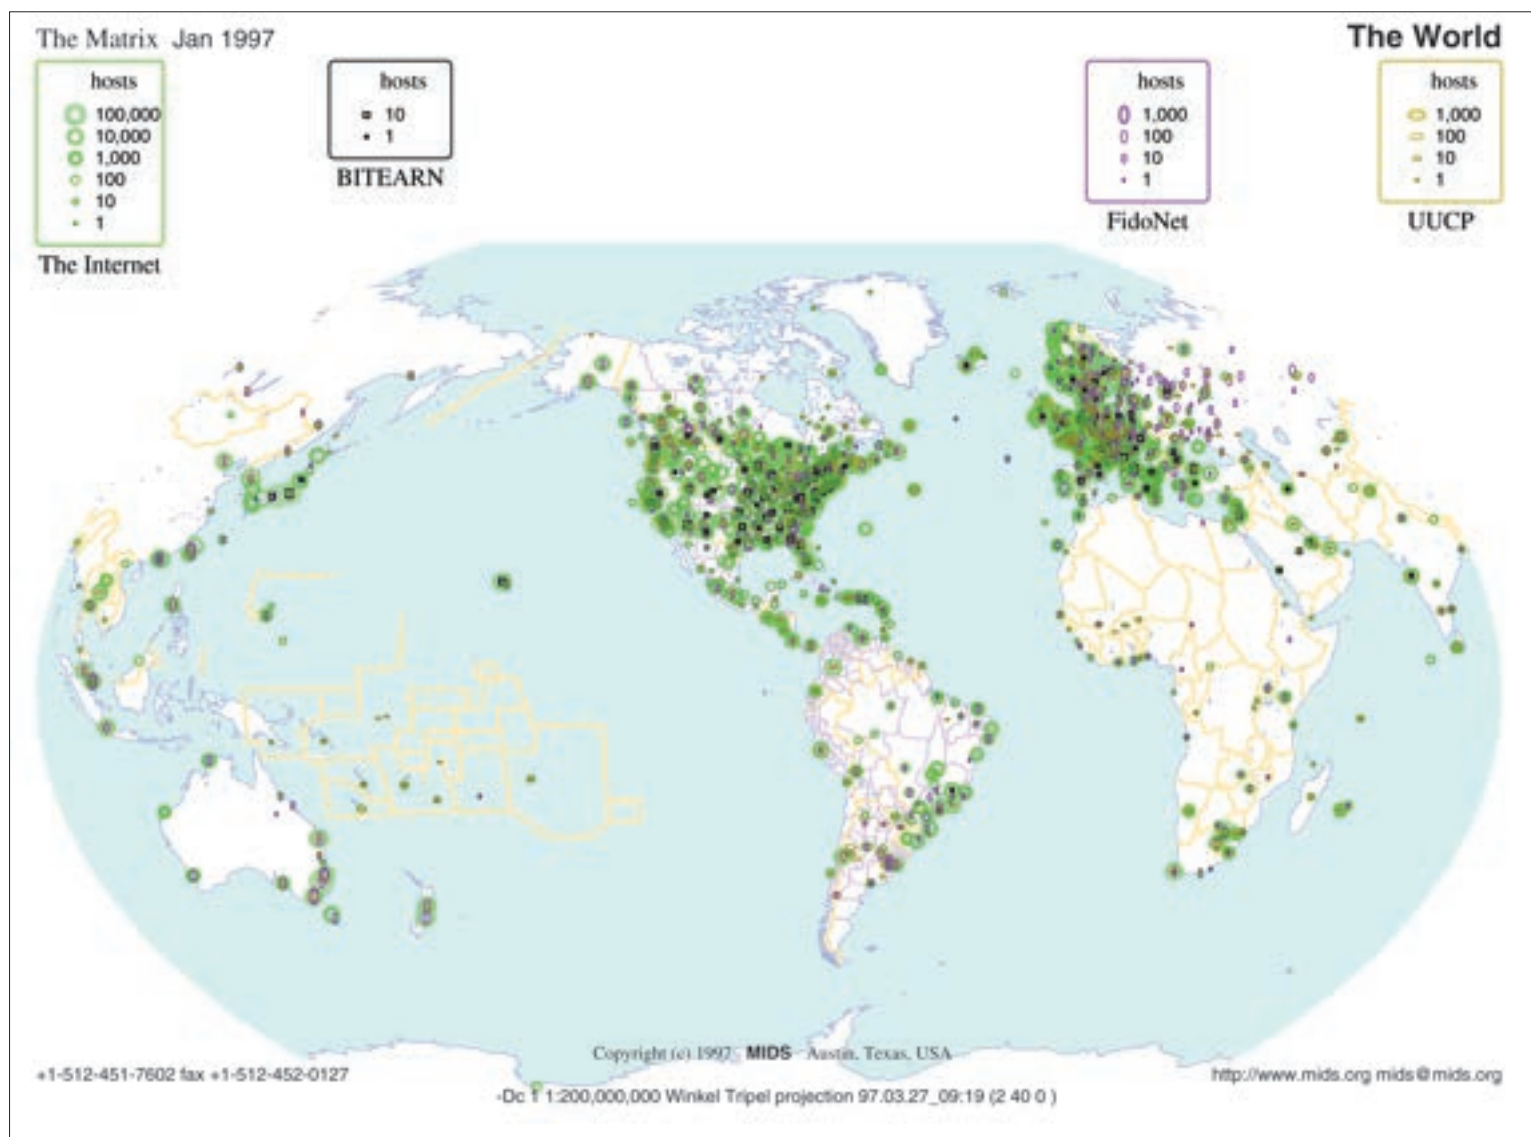 The Matrix Jan 1997
The World
hosts
100,000
10,000
1,000
100
10
1
The Internet
hosts
10
1
BITEARN
hosts
1,000
100
10
1
FidoNet
hosts
1,000
100
10
1
UUCP
Copyright (c) 1997 MIDS Austin, Texas, USA
+1-512-451-7602 fax +1-512-452-0127
http://www.mids.org mids@mids.org
-Dc 1 1:200,000,000 Winkel Tripel projection 97.03.27_09:19 (2 40 0 )